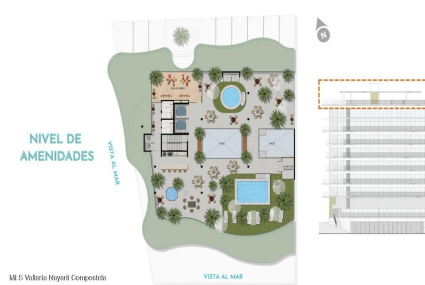 N
NIVEL DE
AMENIDADES
VISTA AL MAR
VISTA AL MAR
Mi S Vallarta Nayarit Compostela